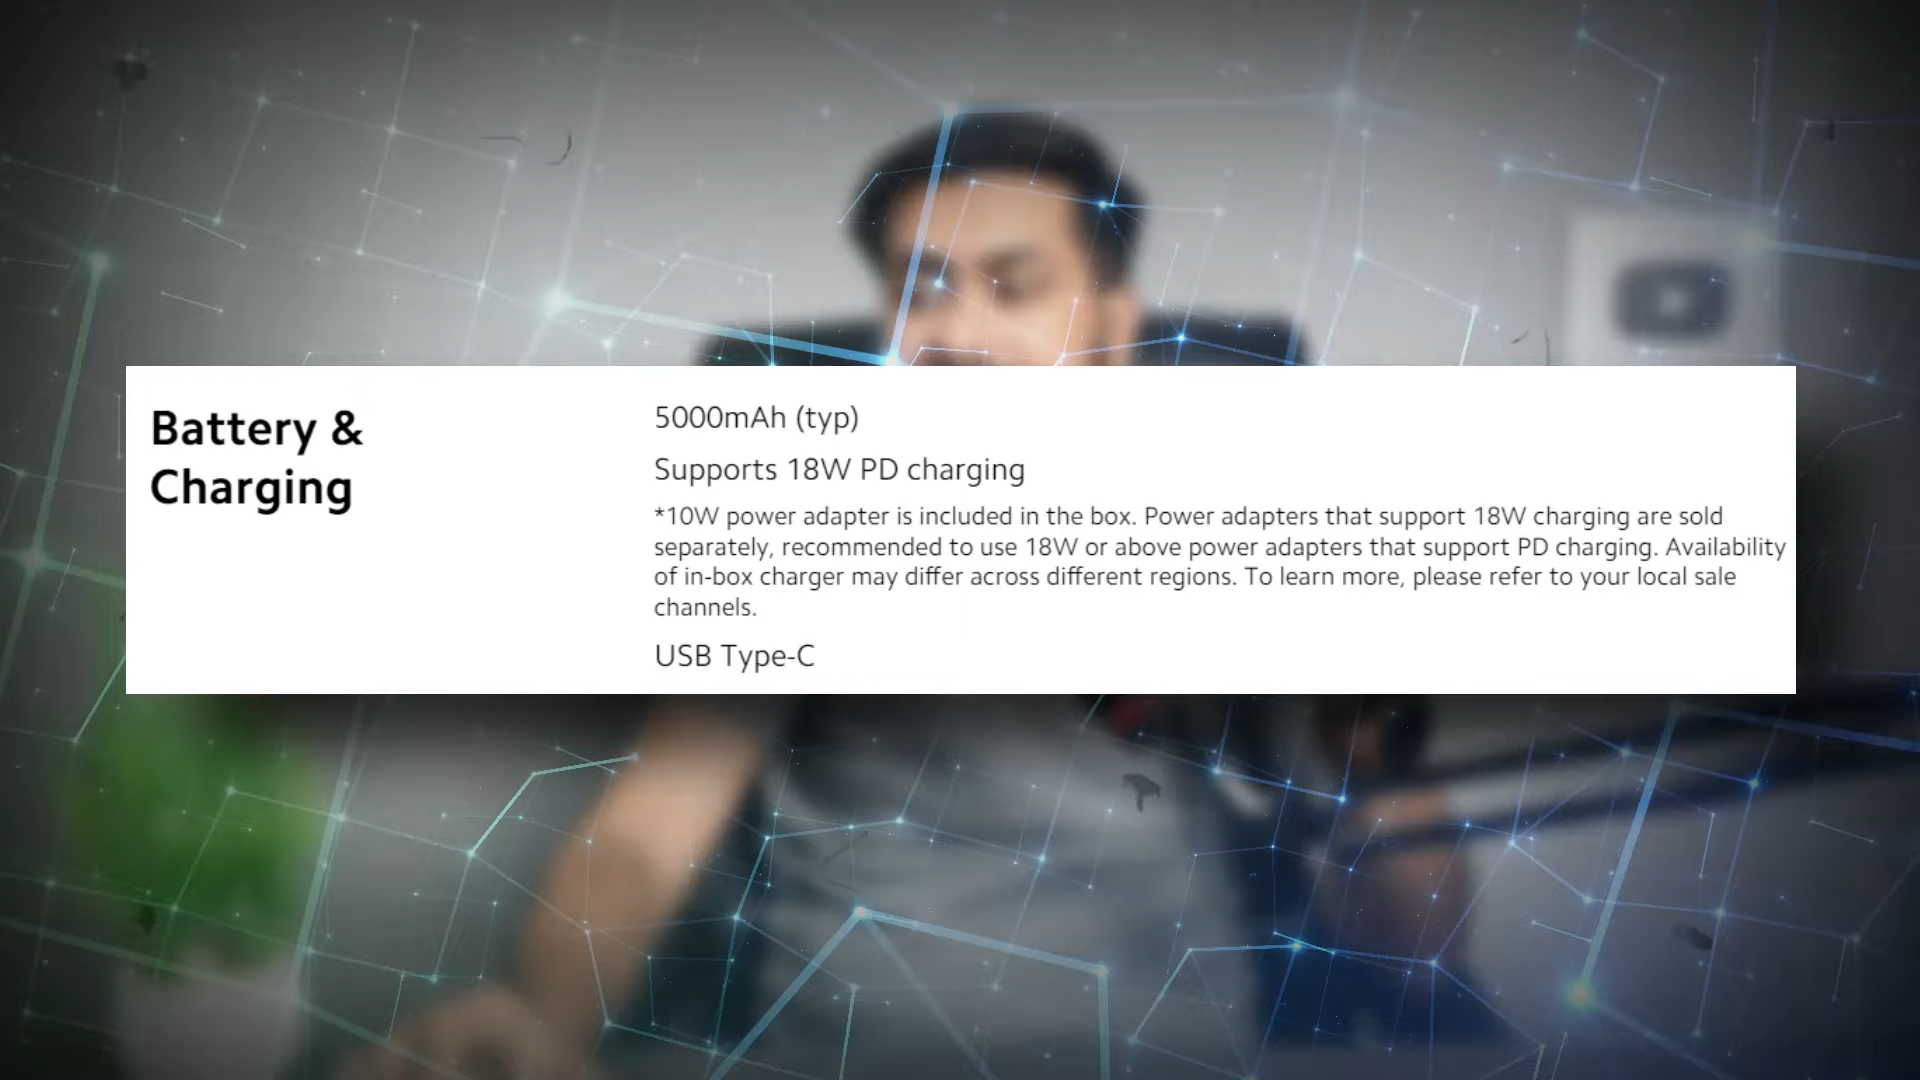 Battery &
Charging
5000mAh (typ)
Supports 18W PD charging
*10W power adapter is included in the box. Power adapters that support 18W charging are sold
separately, recommended to use 18W or above power adapters that support PD charging. Availability
of in-box charger may differ across different regions. To learn more, please refer to your local sale
channels.
USB Type-C